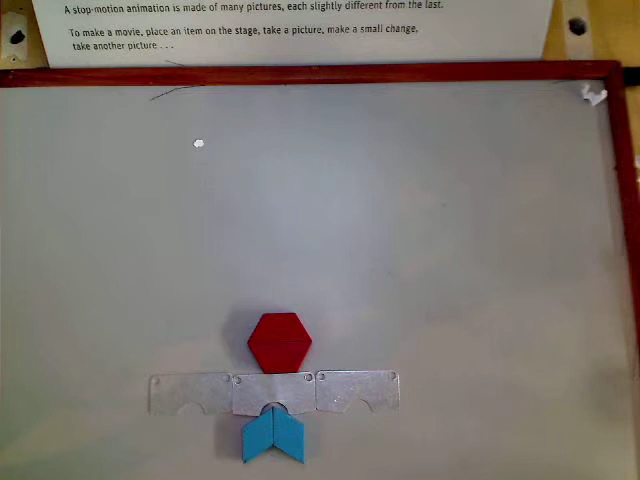 A stop-motion animation is made of many pictures, each slightly different from the last.
To make a movie, place an item on the stage, take a picture, make a small change,
take another picture . . .